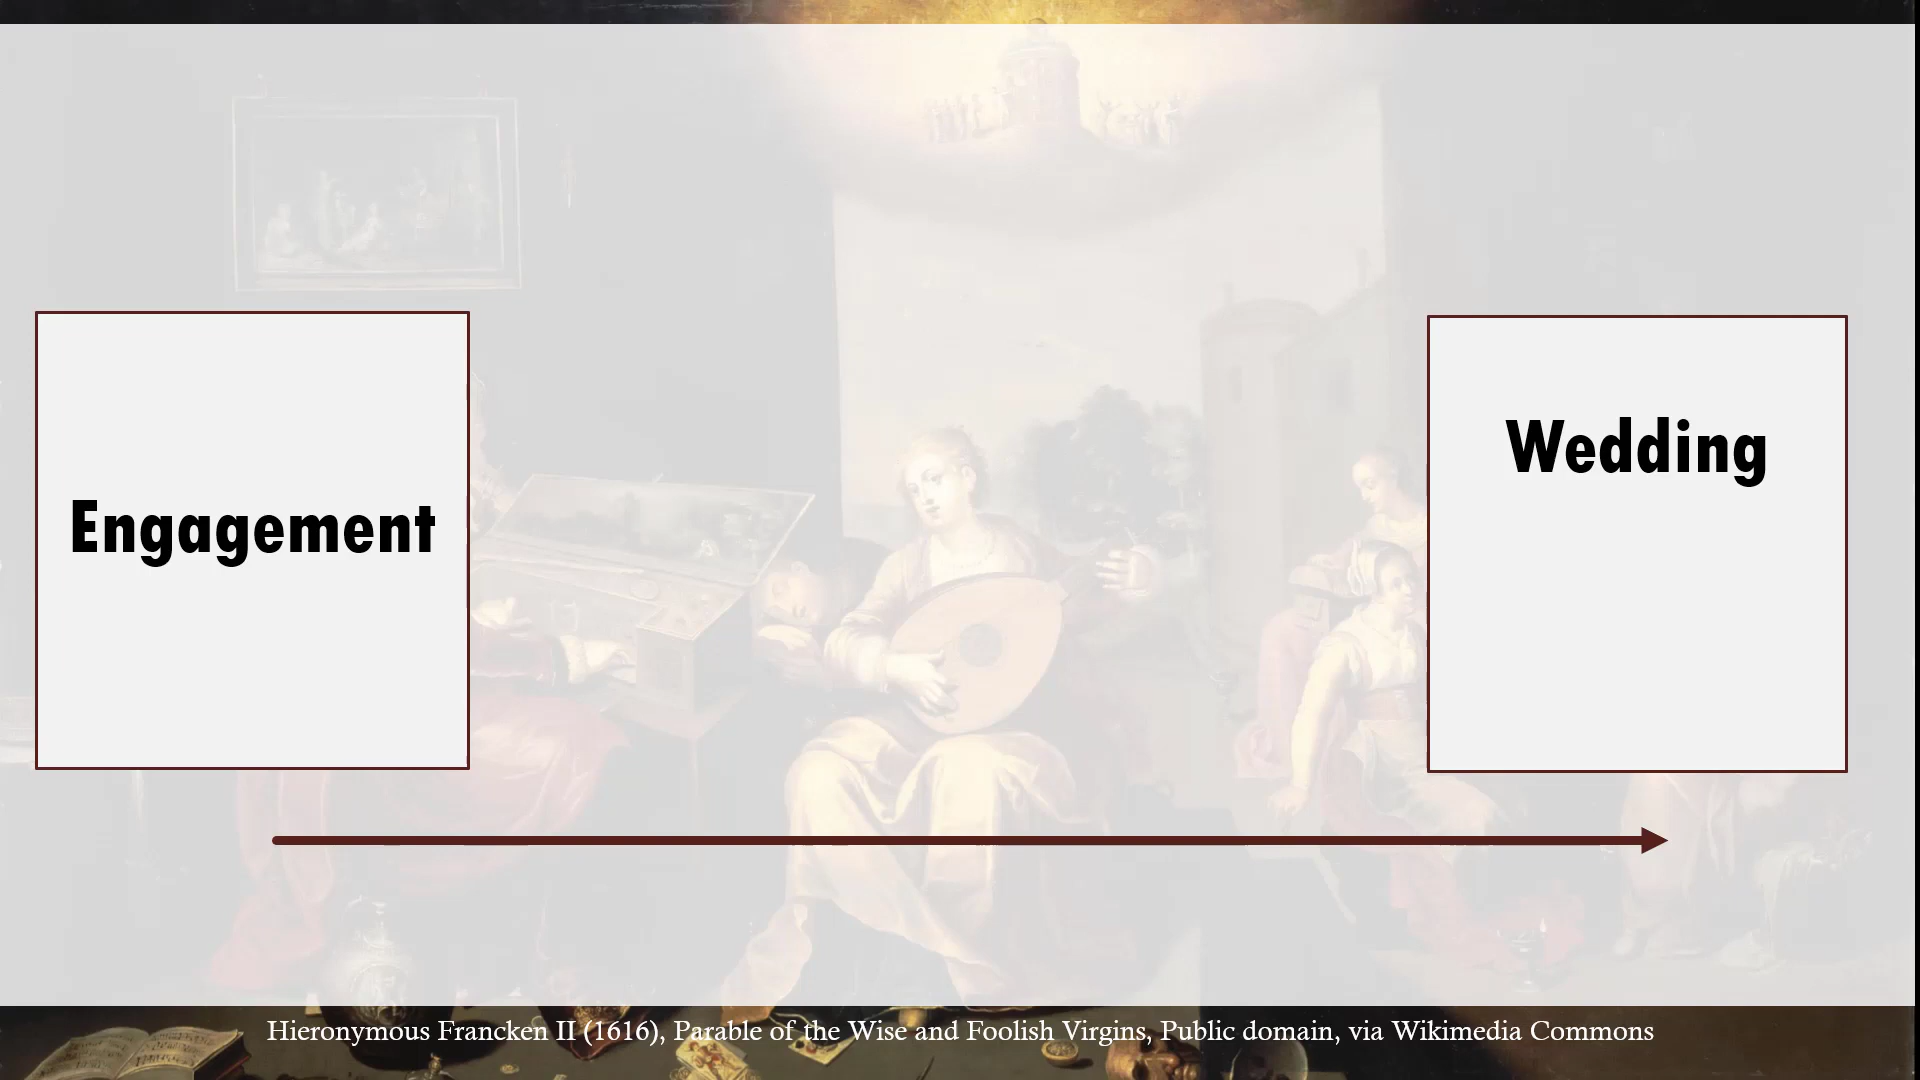 Engagement
Wedding
Hieronymous Francken II (1616), Parable of the Wise and Foolish Virgins, Public domain, via Wikimedia Commons